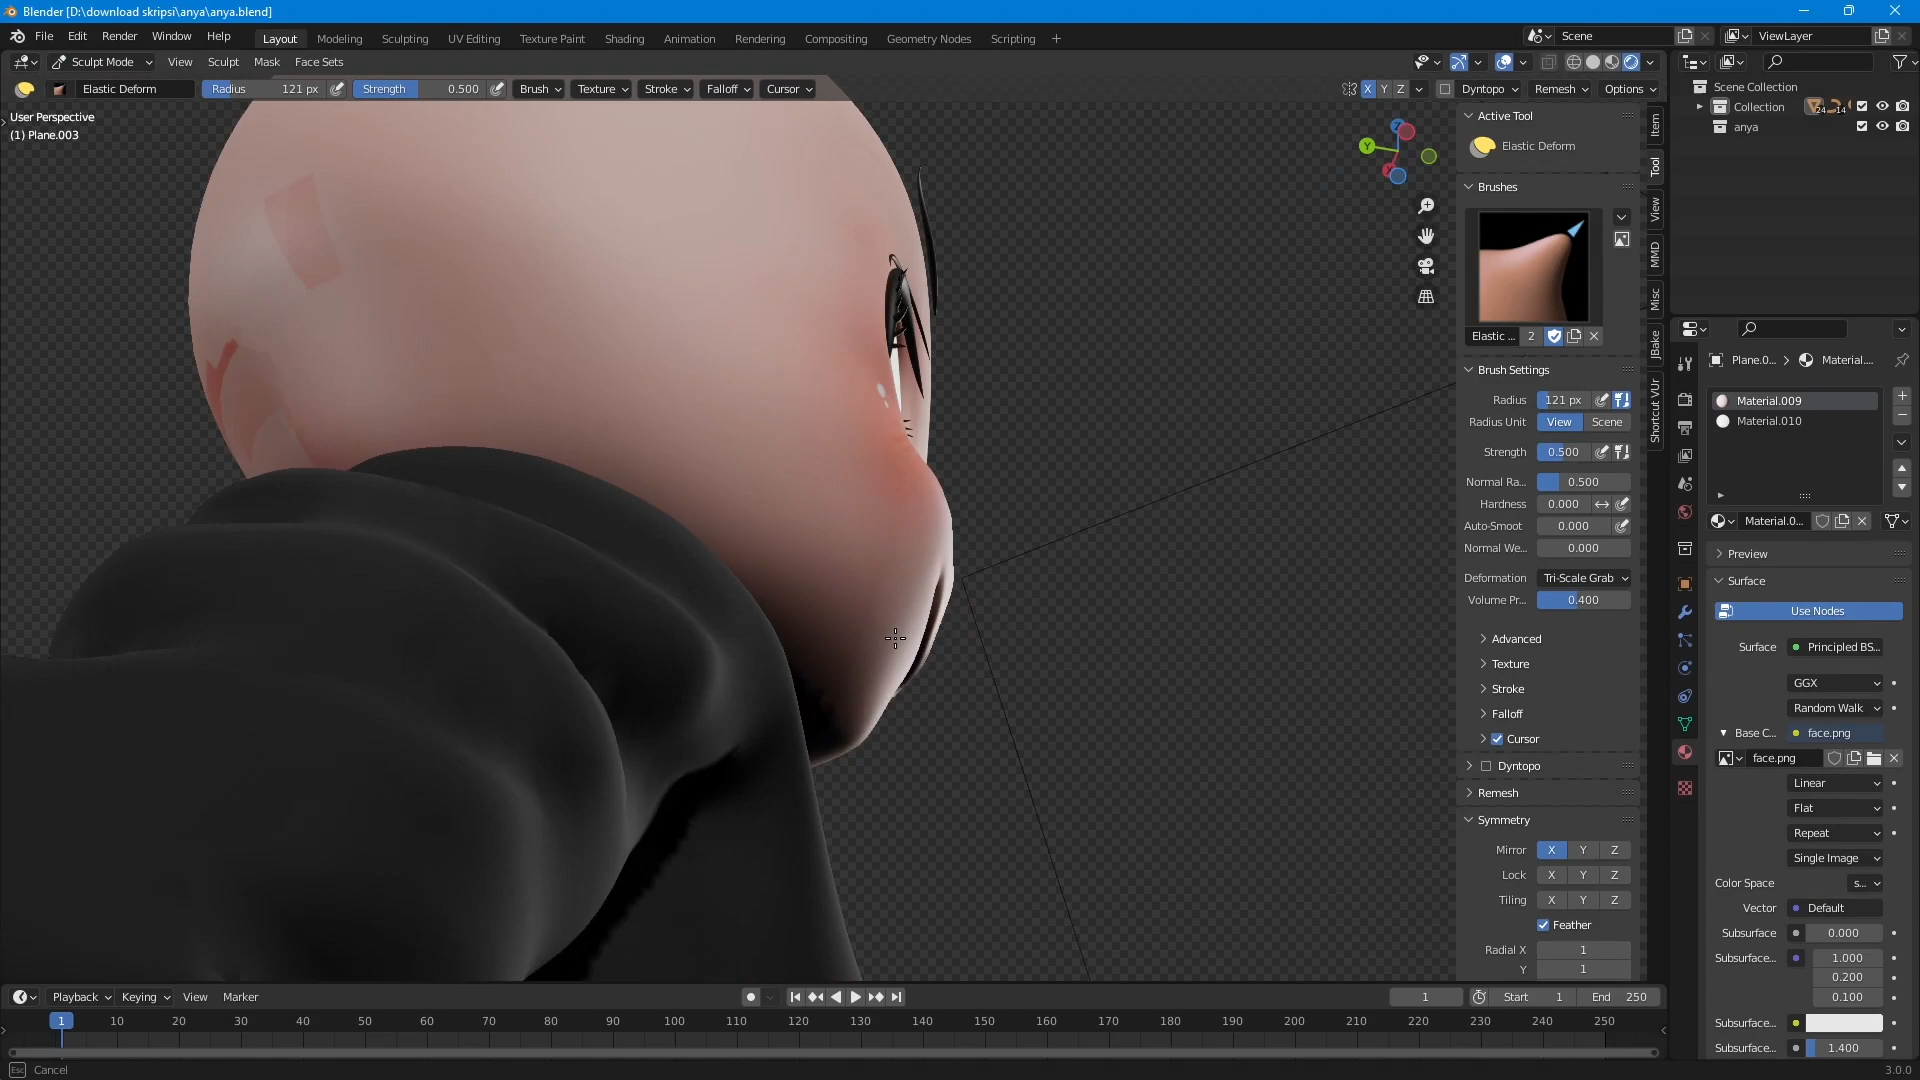 Blender [D:\download skripsi\anya\anya.blend]
File Edit Render Window Help
Layout Modeling Sculpting UV Editing Texture Paint Shading Animation Rendering Compositing Geometry Nodes Scripting +
Scene
ViewLayer
Sculpt Mode View Sculpt Mask Face Sets
Elastic Deform Radius 121 px Strength 0.500 Brush Texture Stroke Falloff Cursor
X Y Z Dyntopo Remesh Options
User Perspective
(1) Plane.003
Z
Y
X
Active Tool
Elastic Deform
Brushes
Elastic ... 2
Brush Settings
Radius 121 px
Radius Unit View Scene
Strength 0.500
Normal Ra... 0.500
Hardness 0.000
Auto-Smoot 0.000
Normal We... 0.000
Deformation Tri-Scale Grab
Volume Pr... 0.400
Advanced
Texture
Stroke
Falloff
Cursor
Dyntopo
Remesh
Symmetry
Mirror X Y Z
Lock X Y Z
Tiling X Y Z
Feather
Radial X 1
Y 1
Item
Tool
View
MMD
Misc
JBake
Shortcut VUr
Scene Collection
Collection 24 14
anya
Plane.0... Material....
Material.009
Material.010
Material.0...
Preview
Surface
Use Nodes
Surface Principled BS...
GGX
Random Walk
Base C... face.png
face.png
Linear
Flat
Repeat
Single Image
Color Space s...
Vector Default
Subsurface 0.000
Subsurface... 1.000
0.200
0.100
Subsurface...
Subsurface... 1.400
Playback Keying View Marker
1 Start 1 End 250
1 10 20 30 40 50 60 70 80 90 100 110 120 130 140 150 160 170 180 190 200 210 220 230 240 250
Esc Cancel
3.0.0